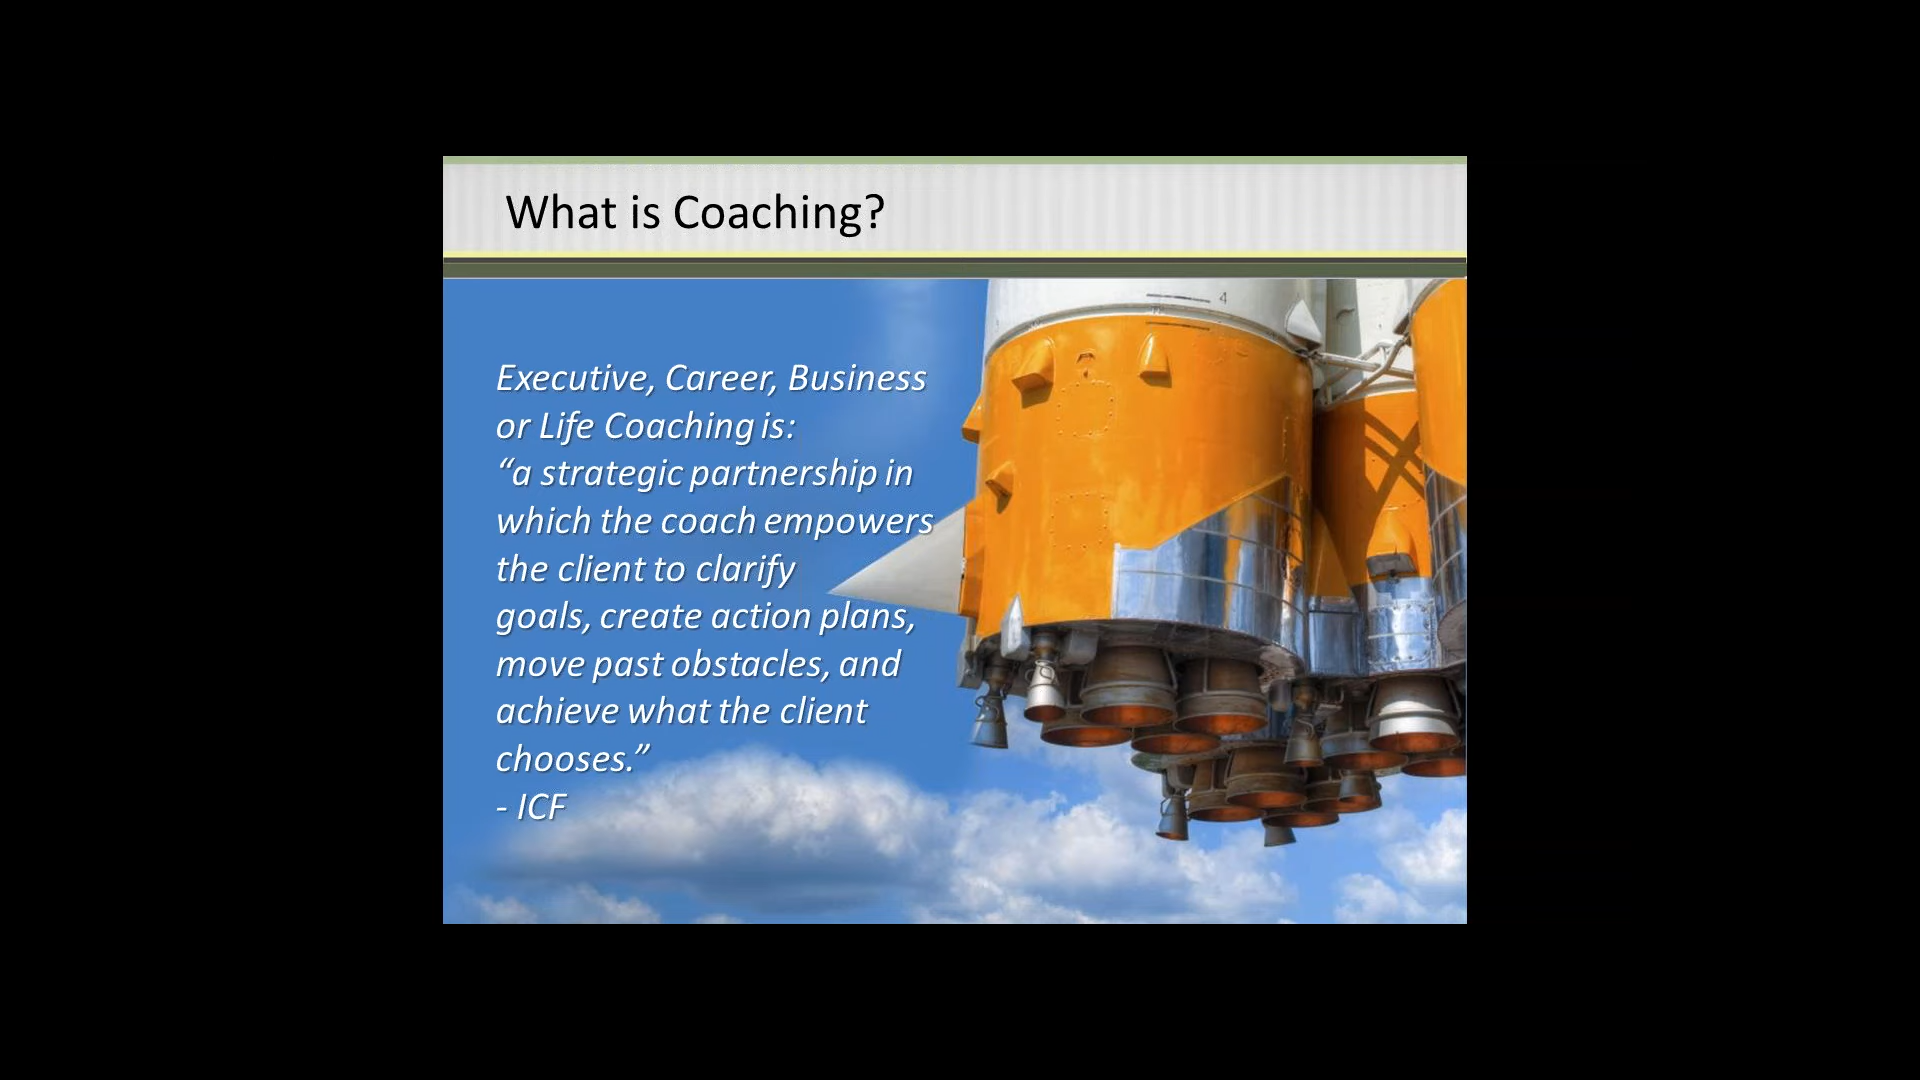 What is Coaching?
Executive, Career, Business
or Life Coaching is:
“a strategic partnership in
which the coach empowers
the client to clarify
goals, create action plans,
move past obstacles, and
achieve what the client
chooses.”
- ICF
4